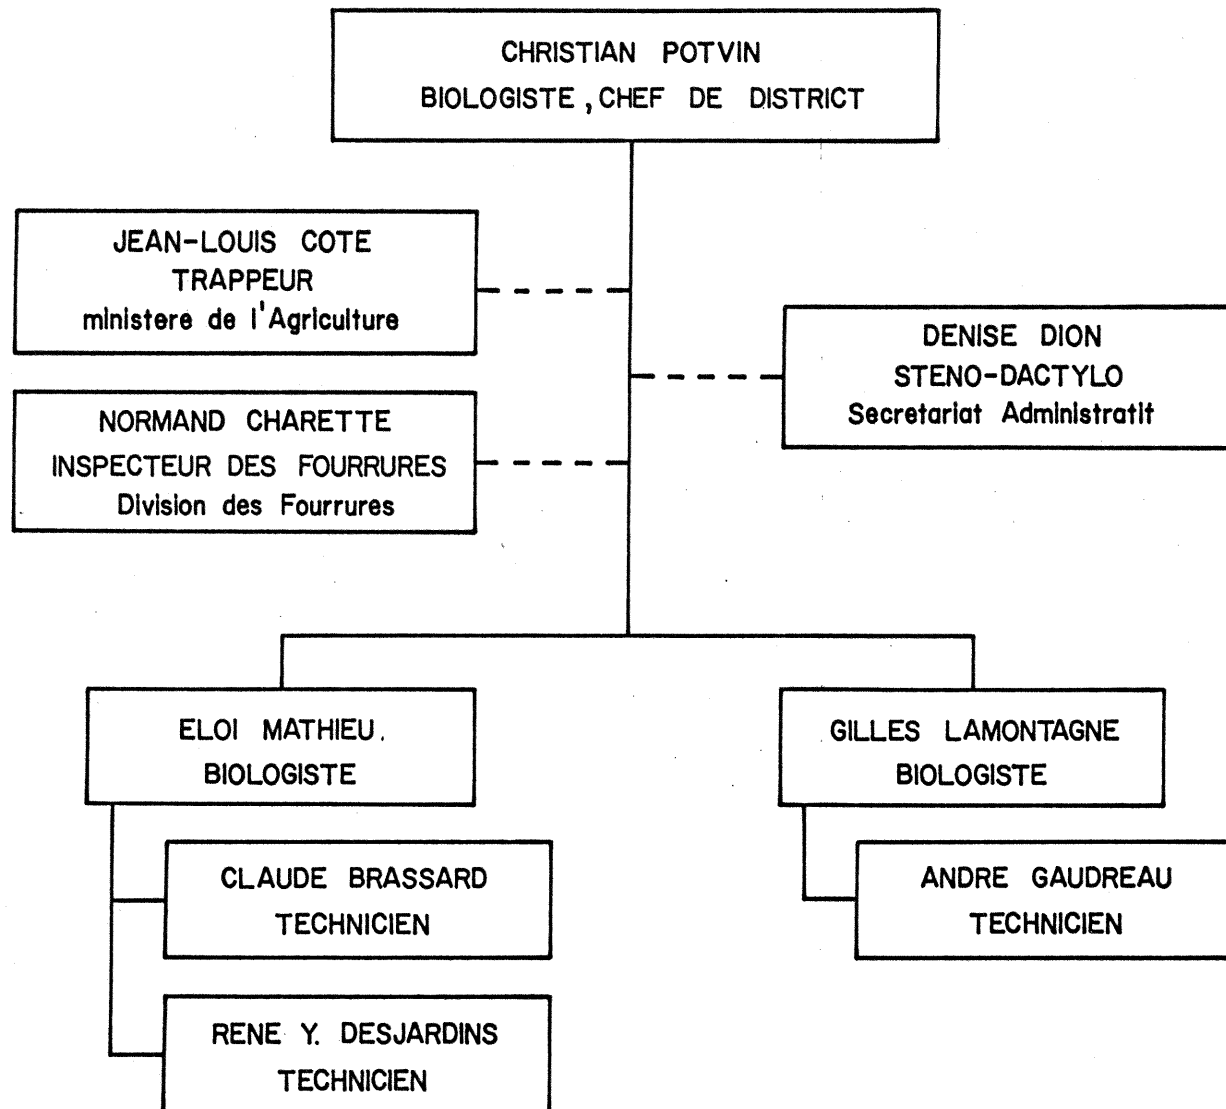 CHRISTIAN POTVIN
BIOLOGISTE, CHEF DE DISTRICT
JEAN-LOUIS COTE
TRAPPEUR
ministere de l'Agriculture
DENISE DION
STENO-DACTYLO
Secretariat Administratif
NORMAND CHARETTE
INSPECTEUR DES FOURRURES
Division des Fourrures
ELOI MATHIEU.
BIOLOGISTE
CLAUDE BRASSARD
TECHNICIEN
RENE Y. DESJARDINS
TECHNICIEN
GILLES LAMONTAGNE
BIOLOGISTE
ANDRE GAUDREAU
TECHNICIEN